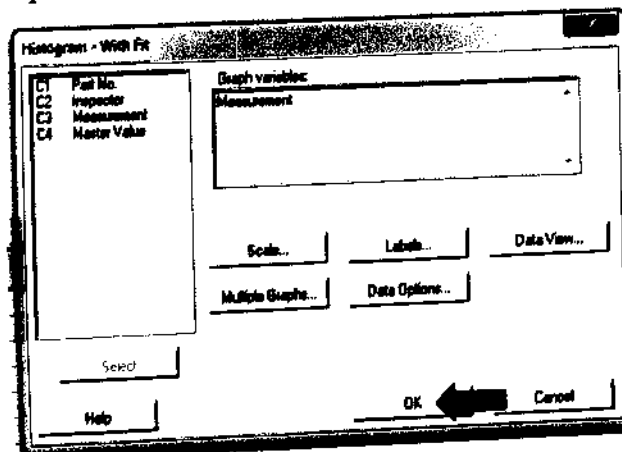 Histogram - With Fit
C1 Part No.
C2 Inspector
C3 Measurement
C4 Master Value
Graph variables:
Measurement
Scale...
Labels...
Data View...
Multiple Graphs...
Data Options...
Select
Help
OK
Cancel